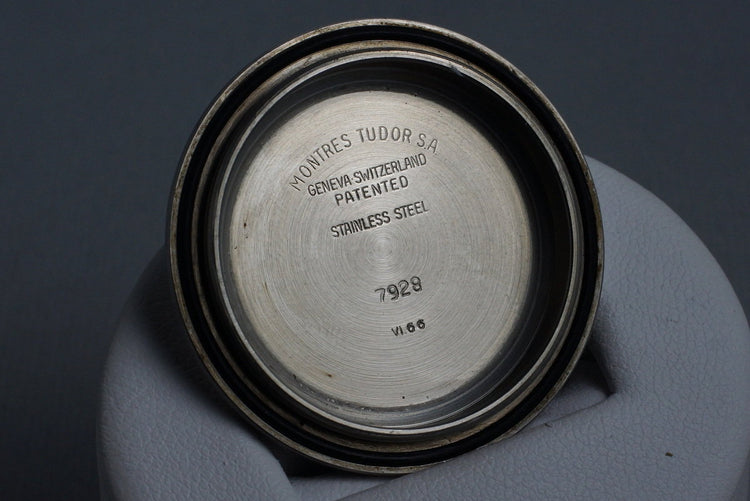 MONTRES TUDOR S.A.
GENEVA-SWITZERLAND
PATENTED
STAINLESS STEEL
7928
VI.66